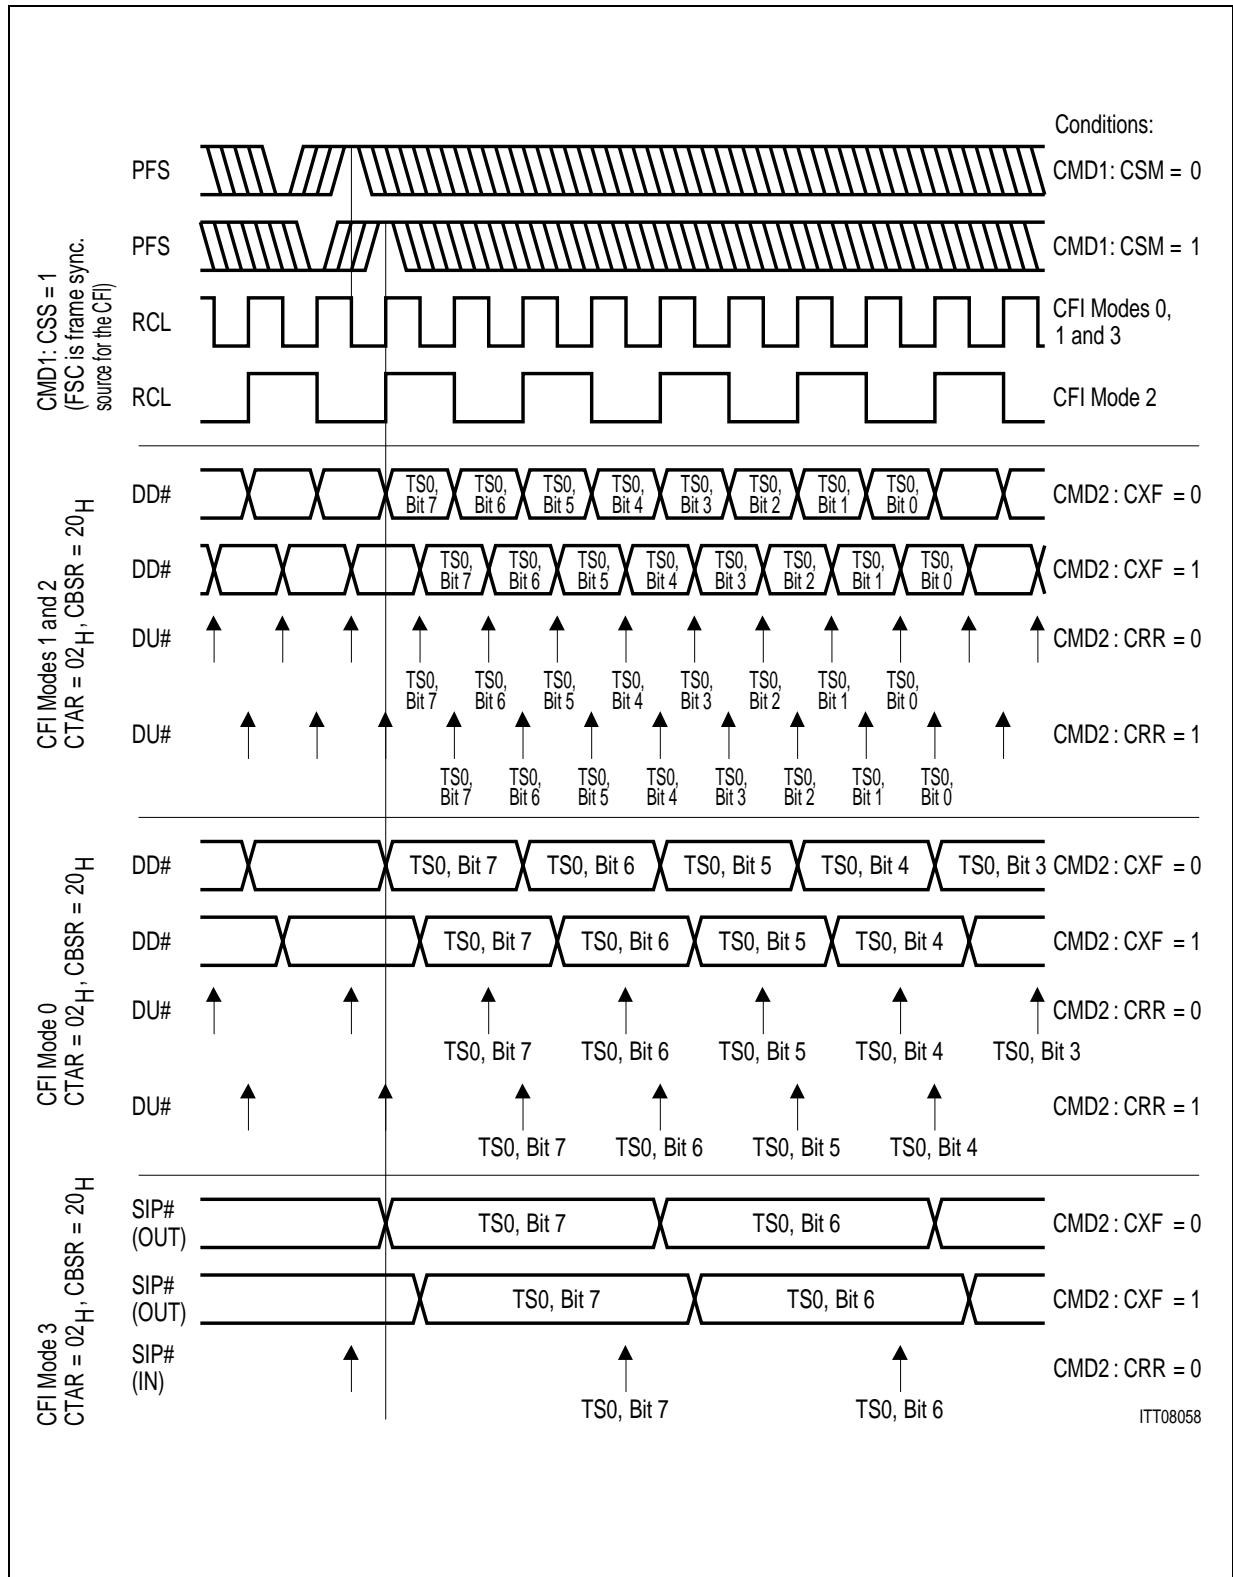 Conditions:
PFS
CMD1: CSM = 0
PFS
CMD1: CSM = 1
CMD1: CSS = 1
(FSC is frame sync.
source for the CFI)
RCL
CFI Modes 0,
1 and 3
RCL
CFI Mode 2
CFI Modes 1 and 2
CTAR = 02H, CBSR = 20H
DD#
TS0, TS0, TS0, TS0, TS0, TS0, TS0, TS0,
Bit 7 Bit 6 Bit 5 Bit 4 Bit 3 Bit 2 Bit 1 Bit 0
CMD2 : CXF = 0
DD#
TS0, TS0, TS0, TS0, TS0, TS0, TS0, TS0,
Bit 7 Bit 6 Bit 5 Bit 4 Bit 3 Bit 2 Bit 1 Bit 0
CMD2 : CXF = 1
DU#
CMD2 : CRR = 0
TS0, TS0, TS0, TS0, TS0, TS0, TS0, TS0,
Bit 7 Bit 6 Bit 5 Bit 4 Bit 3 Bit 2 Bit 1 Bit 0
DU#
CMD2 : CRR = 1
TS0, TS0, TS0, TS0, TS0, TS0, TS0, TS0,
Bit 7 Bit 6 Bit 5 Bit 4 Bit 3 Bit 2 Bit 1 Bit 0
CFI Mode 0
CTAR = 02H, CBSR = 20H
DD#
TS0, Bit 7 TS0, Bit 6 TS0, Bit 5 TS0, Bit 4 TS0, Bit 3
CMD2 : CXF = 0
DD#
TS0, Bit 7 TS0, Bit 6 TS0, Bit 5 TS0, Bit 4
CMD2 : CXF = 1
DU#
CMD2 : CRR = 0
TS0, Bit 7 TS0, Bit 6 TS0, Bit 5 TS0, Bit 4 TS0, Bit 3
DU#
CMD2 : CRR = 1
TS0, Bit 7 TS0, Bit 6 TS0, Bit 5 TS0, Bit 4
CFI Mode 3
CTAR = 02H, CBSR = 20H
SIP#
(OUT)
TS0, Bit 7 TS0, Bit 6
CMD2 : CXF = 0
SIP#
(OUT)
TS0, Bit 7 TS0, Bit 6
CMD2 : CXF = 1
SIP#
(IN)
CMD2 : CRR = 0
TS0, Bit 7 TS0, Bit 6
ITT08058